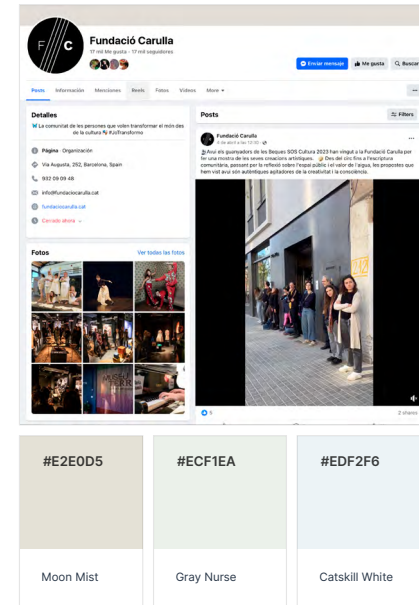 F/C
Fundació Carulla
17 mil Me gusta · 17 mil seguidores
Enviar mensaje
Me gusta
Buscar
Posts
Información
Menciones
Reels
Fotos
Videos
More
Detalles
La comunitat de les persones que volen transformar el món des
de la cultura #JoTransformo
Página · Organización
Via Augusta, 252, Barcelona, Spain
932 09 09 48
info@fundaciocarulla.cat
fundaciocarulla.cat
Cerrado ahora
Fotos
Ver todas las fotos
Posts
Filters
Fundació Carulla
Avui els guanyadors de les Beques SOS Cultura 2023 han vingut a la Fundació Carulla per
fer una mostra de les seves creacions artístiques. Des del circ fins a l'escriptura
comunitària, passant per la reflexió sobre l'espai públic i el valor de l'aigua, les propostes que
hem vist avui són autèntiques agitadores de la creativitat i la consciència.
2 shares
#E2E0D5
#ECF1EA
#EDF2F6
Moon Mist
Gray Nurse
Catskill White